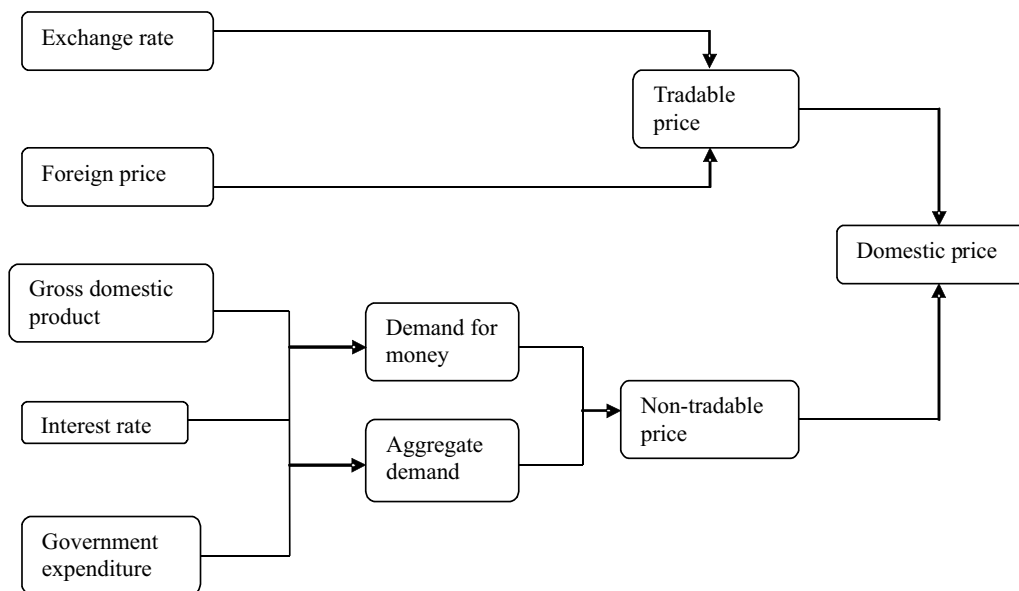 Exchange rate
Tradable
price
Foreign price
Domestic price
Gross domestic
product
Demand for
money
Interest rate
Non-tradable
price
Aggregate
demand
Government
expenditure